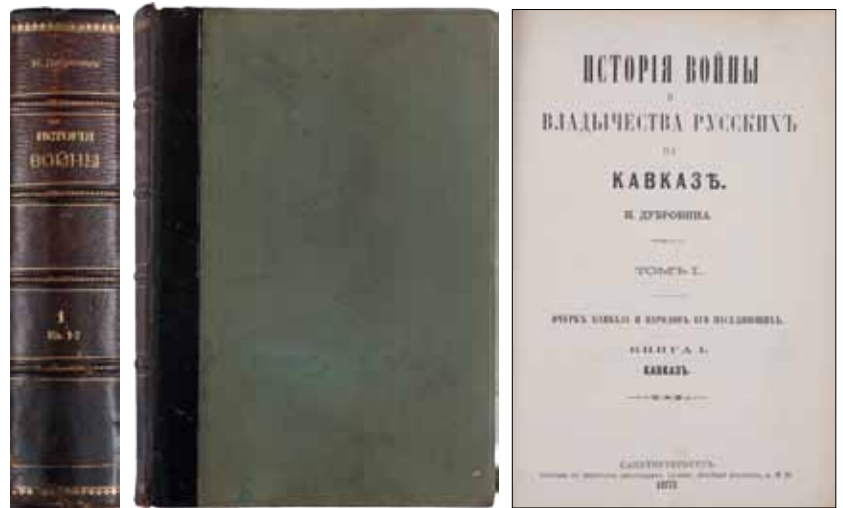 Н. Дубровинъ
ИСТОРІЯ
ВОЙНЫ
1
Кн. 1-2
ИСТОРІЯ ВОЙНЫ
И
ВЛАДЫЧЕСТВА РУССКИХЪ
НА
КАВКАЗѢ.
Н. ДУБРОВИНА
ТОМЪ I.
ОЧЕРКЪ КАВКАЗА И НАРОДОВЪ ЕГО НАСЕЛЯЮЩИХЪ.
КНИГА I.
КАВКАЗЪ.
САНКТПЕТЕРБУРГЪ.
1871